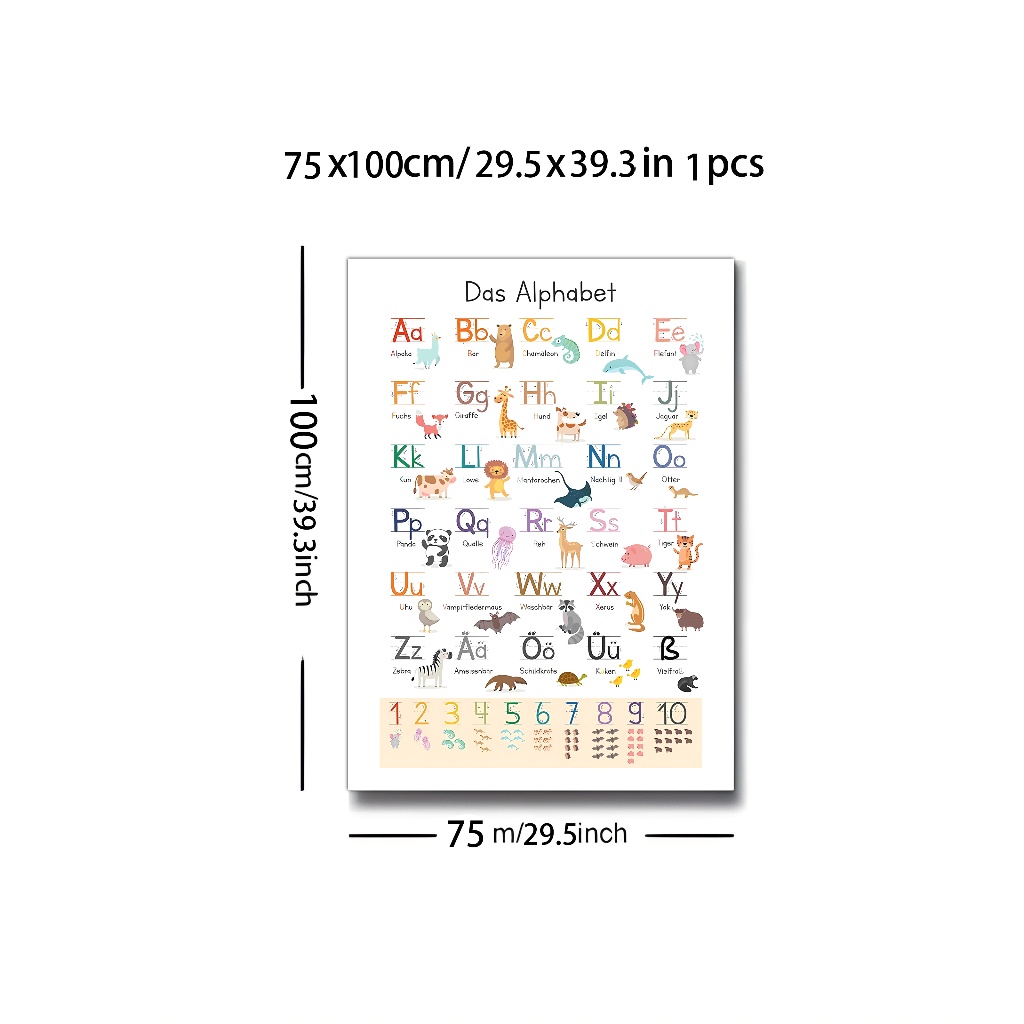 75x100cm/29.5x39.3in 1pcs
100cm/39.3inch
Das Alphabet
Aa Bb Cc Dd Ee
Alpaka Bär Chamäleon Delfin Elefant
Ff Gg Hh Ii Jj
Fuchs Giraffe Hund Igel Jaguar
Kk Ll Mm Nn Oo
Kuh Löwe Mantarochen Otter
Pp Qq Rr Ss Tt
Panda Qualle Reh Schwein Tiger
Uu Vv Ww Xx Yy
Uhu Vampirfledermaus Waschbär Xerus Yak
Zz Ää Öö Üü ß
Zebra Ameisenbär Schildkröte Küken Vielfraß
1 2 3 4 5 6 7 8 9 10
75 m/29.5inch